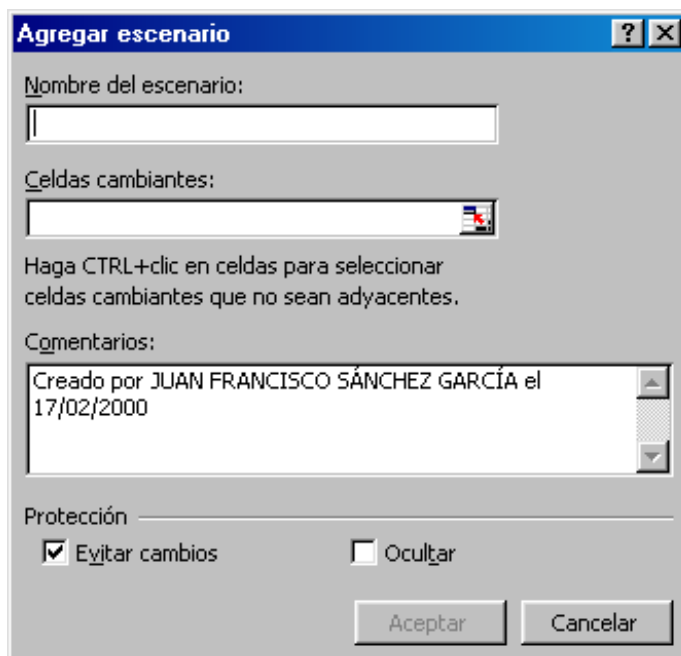 Agregar escenario
Nombre del escenario:
Celdas cambiantes:
Haga CTRL+clic en celdas para seleccionar
celdas cambiantes que no sean adyacentes.
Comentarios:
Creado por JUAN FRANCISCO SÁNCHEZ GARCÍA el
17/02/2000
Protección
Evitar cambios Ocultar
Aceptar Cancelar